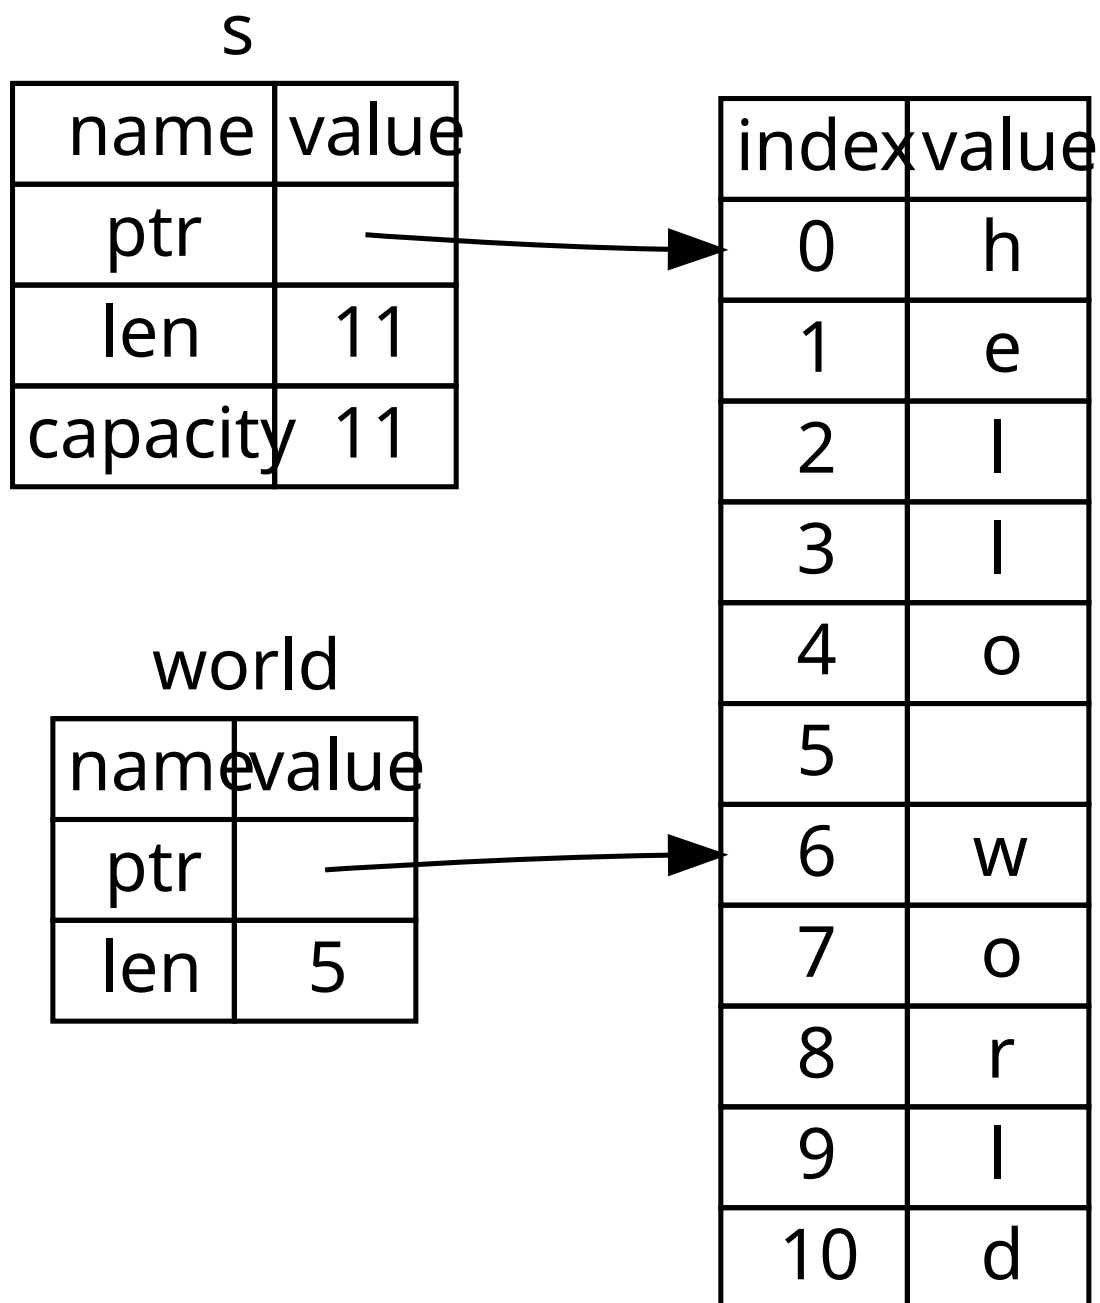 s
name value
ptr
len 11
capacity 11
world
name value
ptr
len 5
index value
0 h
1 e
2 l
3 l
4 o
5
6 w
7 o
8 r
9 l
10 d